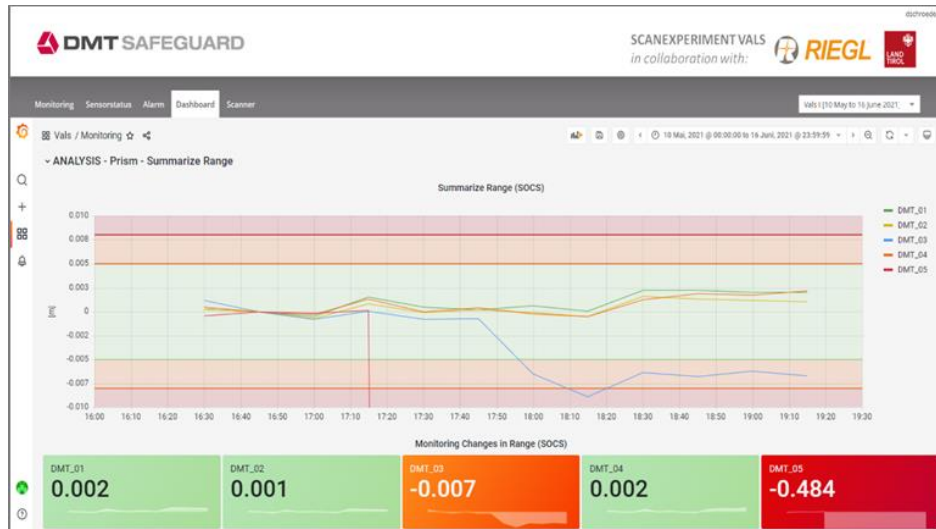 dschroede
DMT SAFEGUARD
SCANEXPERIMENT VALS
in collaboration with:
RIEGL
LAND
TIROL
Monitoring Sensorstatus Alarm Dashboard Scanner
Vals I [10 May to 16 June 2021]
Vals / Monitoring
10 Mai, 2021 @ 00:00:00 to 16 Juni, 2021 @ 23:59:59
ANALYSIS - Prism - Summarize Range
Summarize Range (SOCS)
[m]
0.010
0.008
0.005
0.003
0
-0.002
-0.005
-0.007
-0.010
16:00 16:10 16:20 16:30 16:40 16:50 17:00 17:10 17:20 17:30 17:40 17:50 18:00 18:10 18:20 18:30 18:40 18:50 19:00 19:10 19:20 19:30
DMT_01
DMT_02
DMT_03
DMT_04
DMT_05
Monitoring Changes in Range (SOCS)
DMT_01
0.002
DMT_02
0.001
DMT_03
-0.007
DMT_04
0.002
DMT_05
-0.484